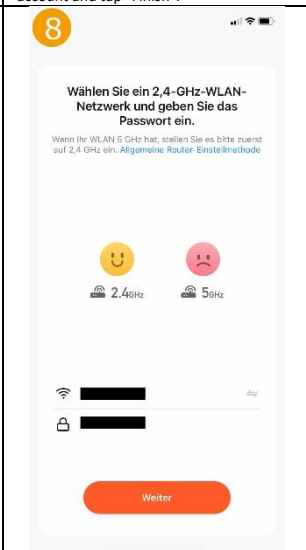 8
Wählen Sie ein 2,4-GHz-WLAN-
Netzwerk und geben Sie das
Passwort ein.
Wenn Ihr WLAN 5 GHz hat, stellen Sie es bitte zuerst
auf 2,4 GHz ein. Allgemeine Router-Einstellmethode
2.4GHz 5GHz
Weiter